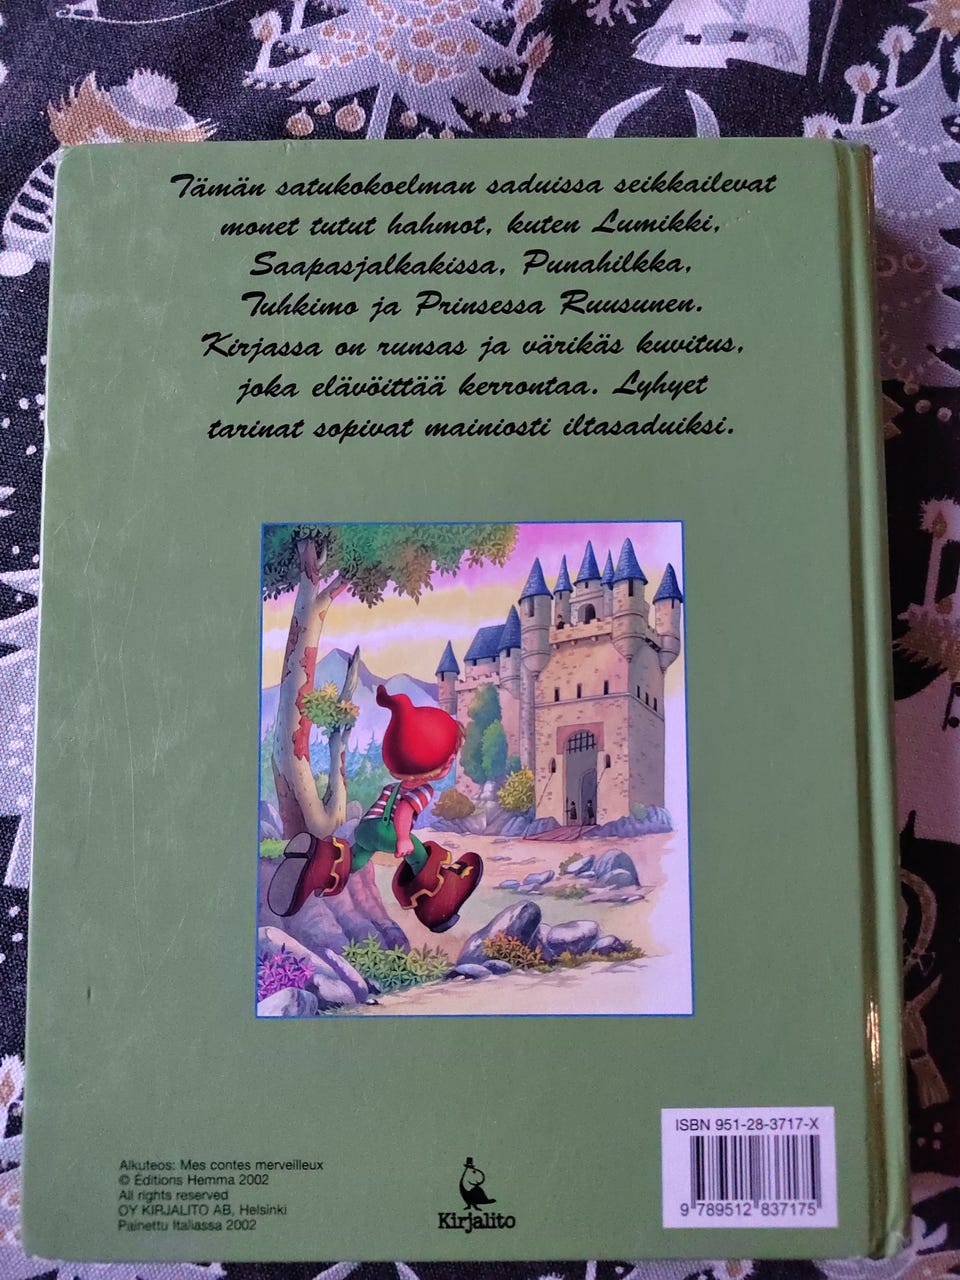 Tämän satukokoelman saduissa seikkailevat
monet tutut hahmot, kuten Lumikki,
Saapasjalkakissa, Punahilkka,
Tuhkimo ja Prinsessa Ruusunen.
Kirjassa on runsas ja värikäs kuvitus,
joka elävöittää kerrontaa. Lyhyet
tarinat sopivat mainiosti iltasaduiksi.
Alkuteos: Mes contes merveilleux
© Éditions Hemma 2002
All rights reserved
OY KIRJALITO AB, Helsinki
Painettu Italiassa 2002
Kirjalito
ISBN 951-28-3717-X
9 789512 837175